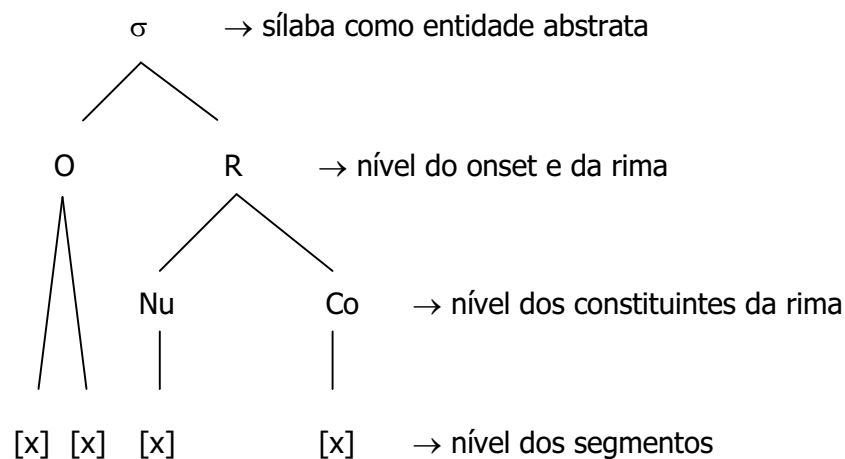 σ → sílaba como entidade abstrata
O R → nível do onset e da rima
Nu Co → nível dos constituintes da rima
[x] [x] [x] [x] → nível dos segmentos